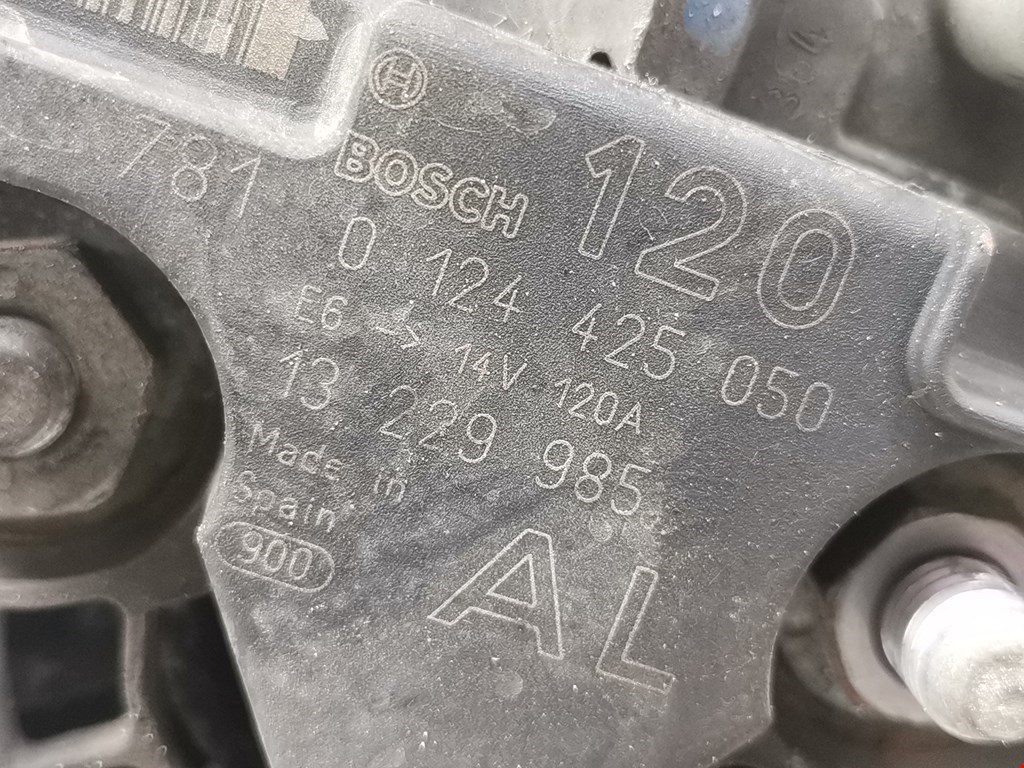 781
BOSCH 120
0 124 425 050
E6 → 14V 120A
13 229 985
Made in
Spain
900
AL